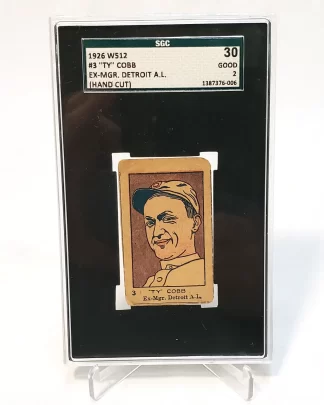 SGC
1926 W512
#3 "TY" COBB
EX-MGR. DETROIT A.L.
(HAND CUT)
30
GOOD
2
1387376-006
3 "TY" COBB
Ex-Mgr. Detroit A.L.